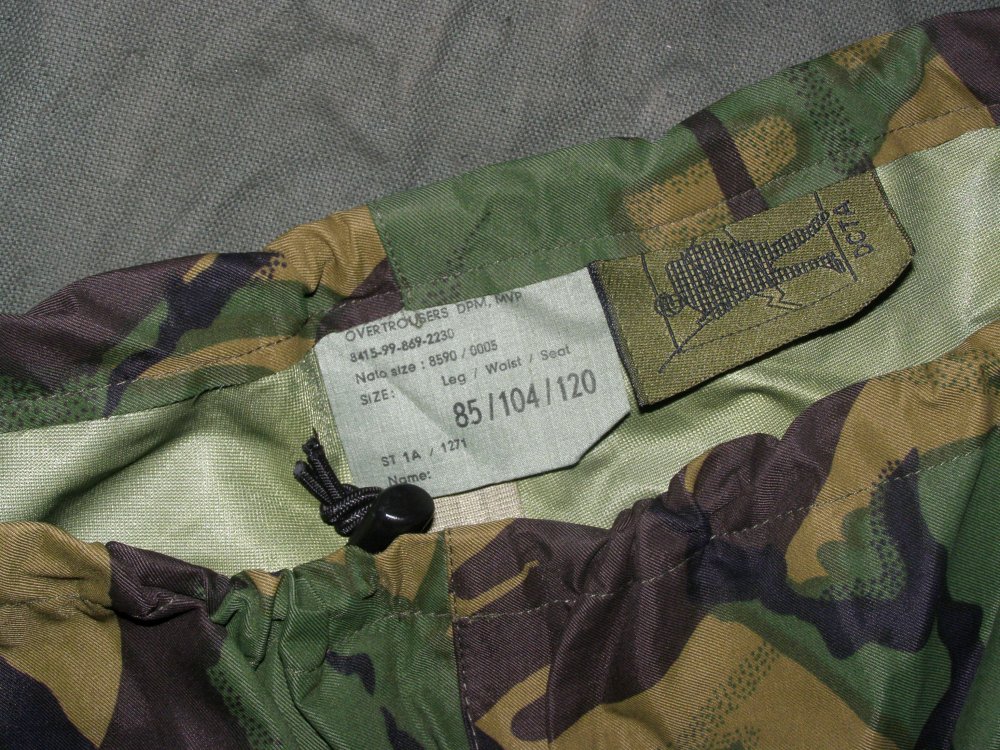 OVERTROUSERS DPM, MVP
8415-99-869-2230
Nato size : 8590 / 0005
Leg / Waist / Seat
SIZE:
85/104/120
ST 1A / 1271
Name:
DCTA